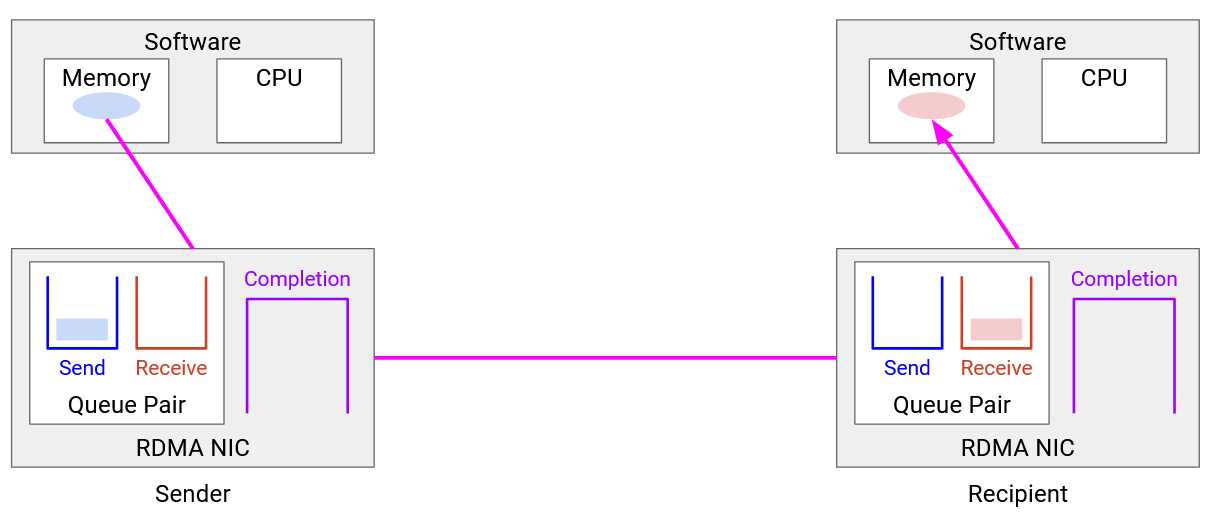 Software
Memory
CPU
Completion
Send
Receive
Queue Pair
RDMA NIC
Sender
Software
Memory
CPU
Completion
Send
Receive
Queue Pair
RDMA NIC
Recipient